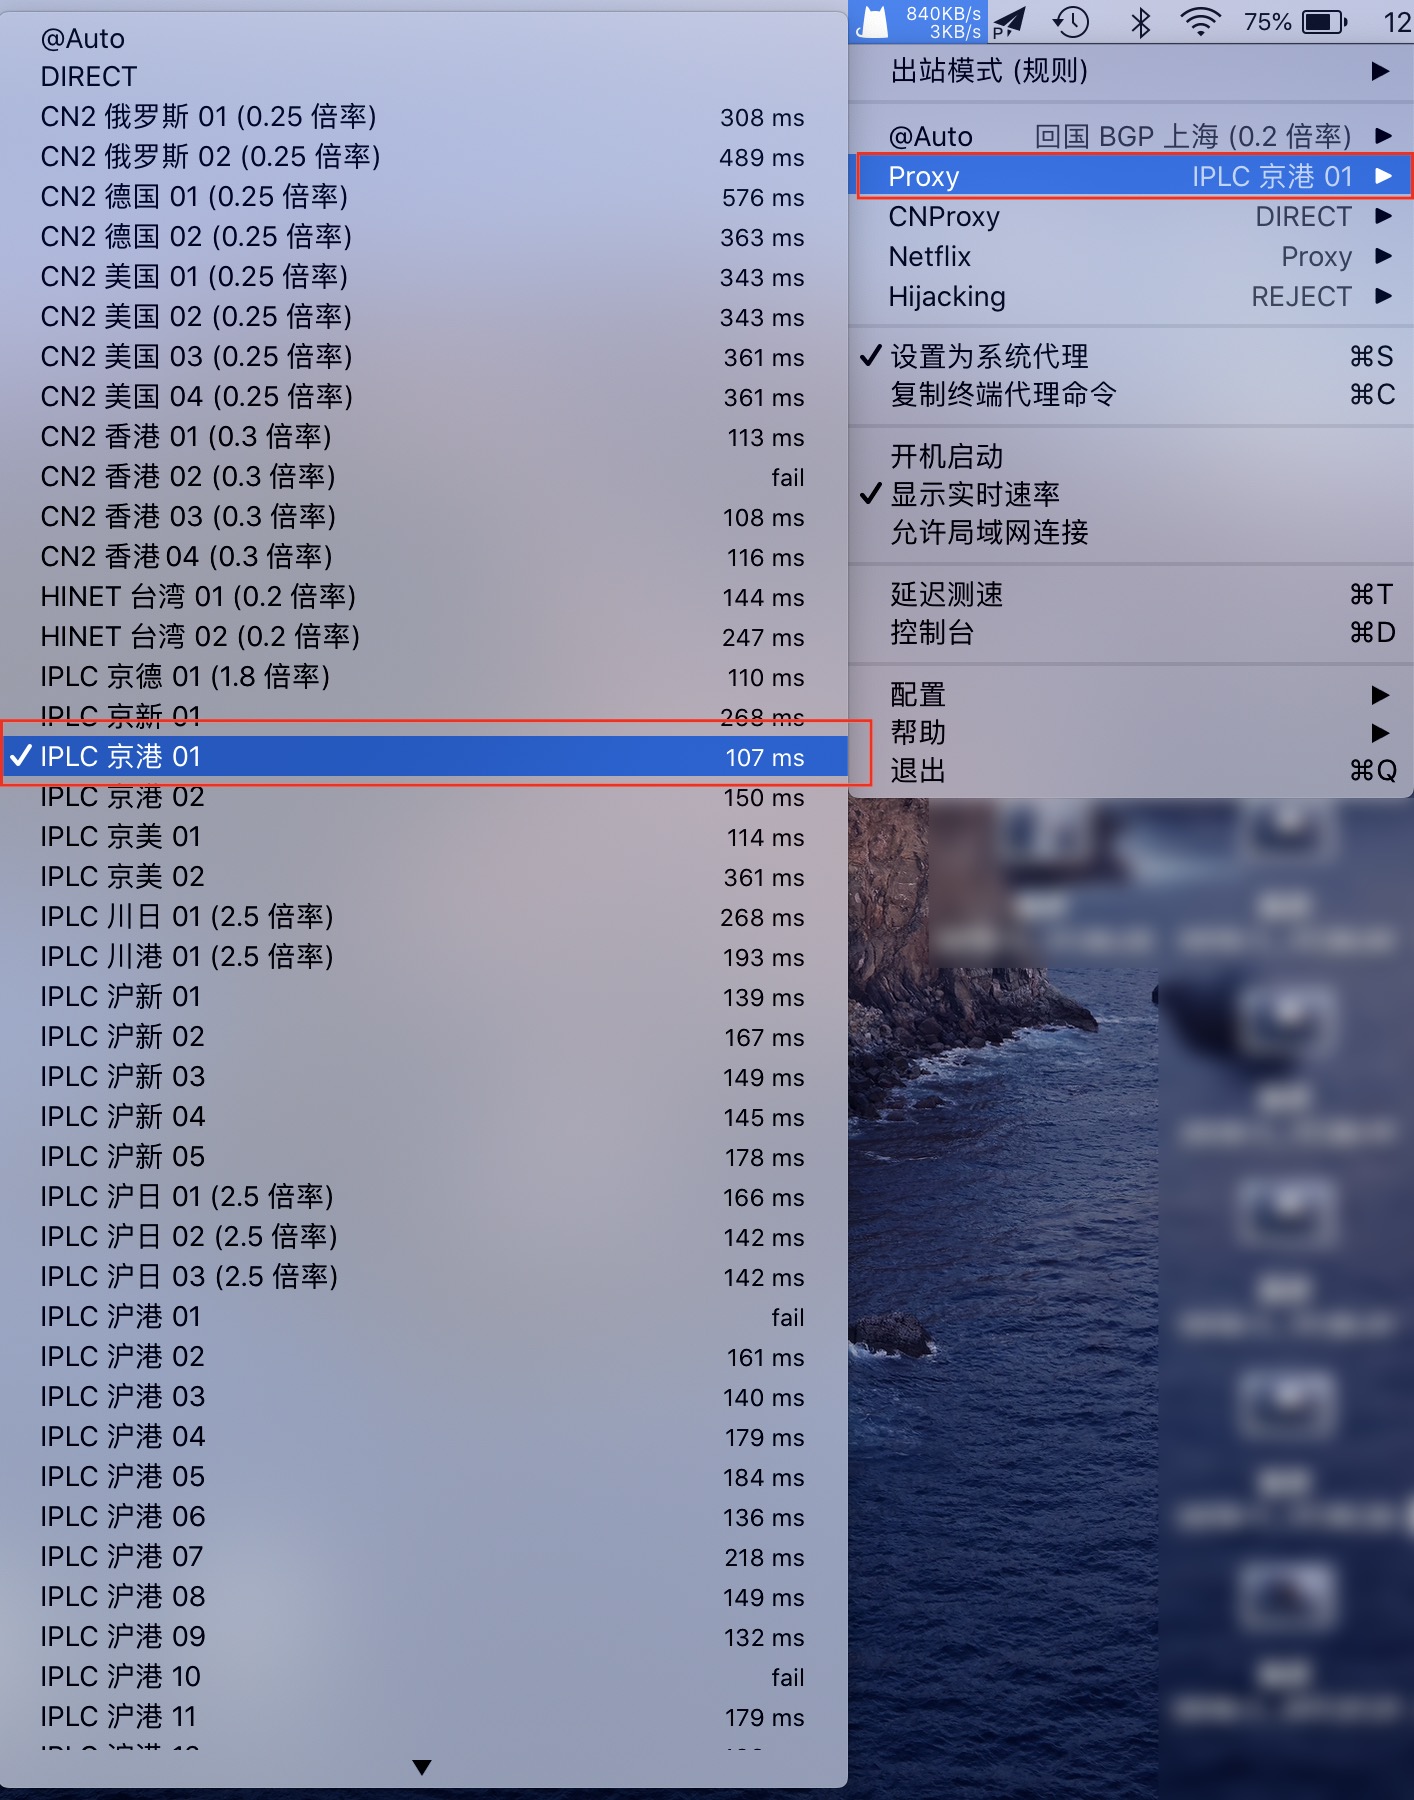 @Auto
DIRECT
CN2 俄罗斯 01 (0.25 倍率) 308 ms
CN2 俄罗斯 02 (0.25 倍率) 489 ms
CN2 德国 01 (0.25 倍率) 576 ms
CN2 德国 02 (0.25 倍率) 363 ms
CN2 美国 01 (0.25 倍率) 343 ms
CN2 美国 02 (0.25 倍率) 343 ms
CN2 美国 03 (0.25 倍率) 361 ms
CN2 美国 04 (0.25 倍率) 361 ms
CN2 香港 01 (0.3 倍率) 113 ms
CN2 香港 02 (0.3 倍率) fail
CN2 香港 03 (0.3 倍率) 108 ms
CN2 香港04 (0.3 倍率) 116 ms
HINET 台湾 01 (0.2 倍率) 144 ms
HINET 台湾 02 (0.2 倍率) 247 ms
IPLC 京德 01 (1.8 倍率) 110 ms
IPLC 京新 01 268 ms
✓ IPLC 京港 01 107 ms
IPLC 京港 02 150 ms
IPLC 京美 01 114 ms
IPLC 京美 02 361 ms
IPLC 川日 01 (2.5 倍率) 268 ms
IPLC 川港 01 (2.5 倍率) 193 ms
IPLC 沪新 01 139 ms
IPLC 沪新 02 167 ms
IPLC 沪新 03 149 ms
IPLC 沪新 04 145 ms
IPLC 沪新 05 178 ms
IPLC 沪日 01 (2.5 倍率) 166 ms
IPLC 沪日 02 (2.5 倍率) 142 ms
IPLC 沪日 03 (2.5 倍率) 142 ms
IPLC 沪港 01 fail
IPLC 沪港 02 161 ms
IPLC 沪港 03 140 ms
IPLC 沪港 04 179 ms
IPLC 沪港 05 184 ms
IPLC 沪港 06 136 ms
IPLC 沪港 07 218 ms
IPLC 沪港 08 149 ms
IPLC 沪港 09 132 ms
IPLC 沪港 10 fail
IPLC 沪港 11 179 ms
840KB/s
3KB/s
P
75%
12
出站模式 (规则)
@Auto 回国 BGP 上海 (0.2 倍率)
Proxy IPLC 京港 01
CNProxy DIRECT
Netflix Proxy
Hijacking REJECT
✓ 设置为系统代理 ⌘S
复制终端代理命令 ⌘C
开机启动
✓ 显示实时速率
允许局域网连接
延迟测速 ⌘T
控制台 ⌘D
配置
帮助
退出 ⌘Q